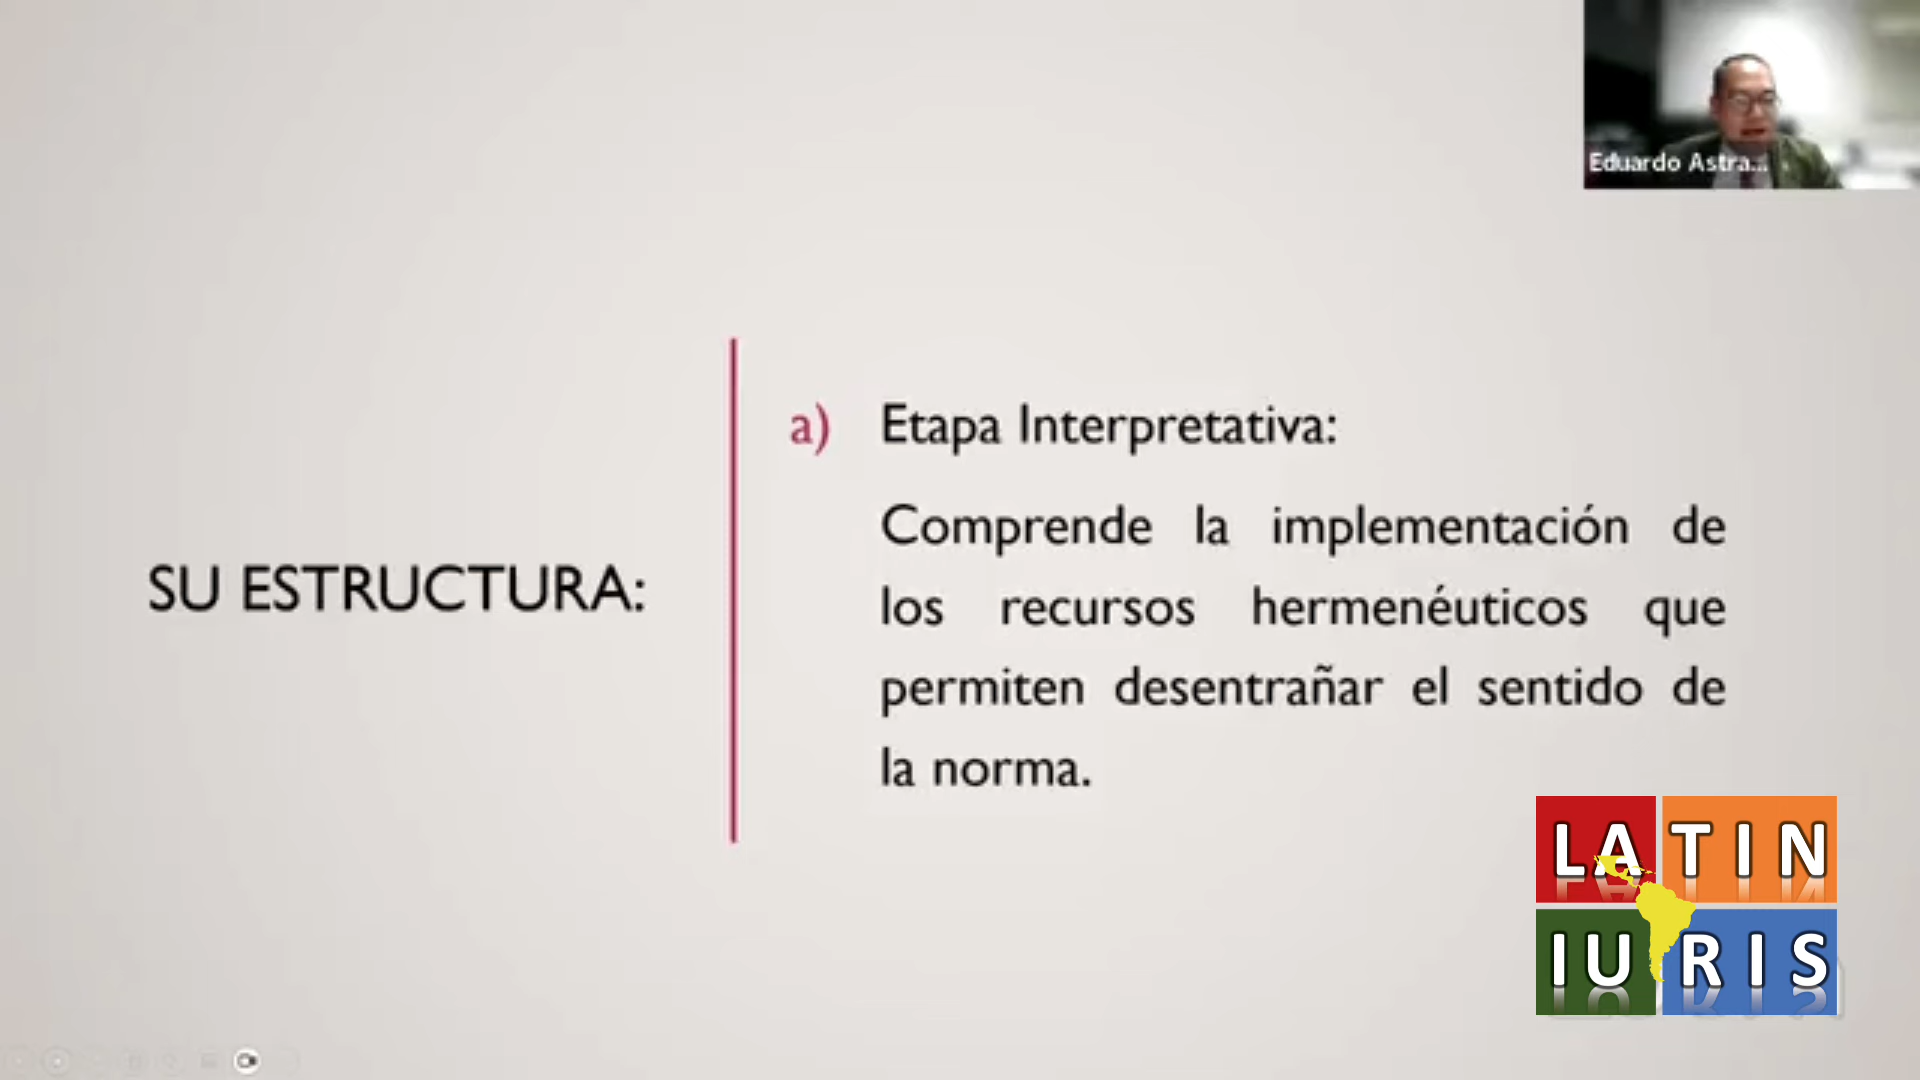 Eduardo Astra...
SU ESTRUCTURA:
a) Etapa Interpretativa:
Comprende la implementación de
los recursos hermenéuticos que
permiten desentrañar el sentido de
la norma.
LATIN
IURIS